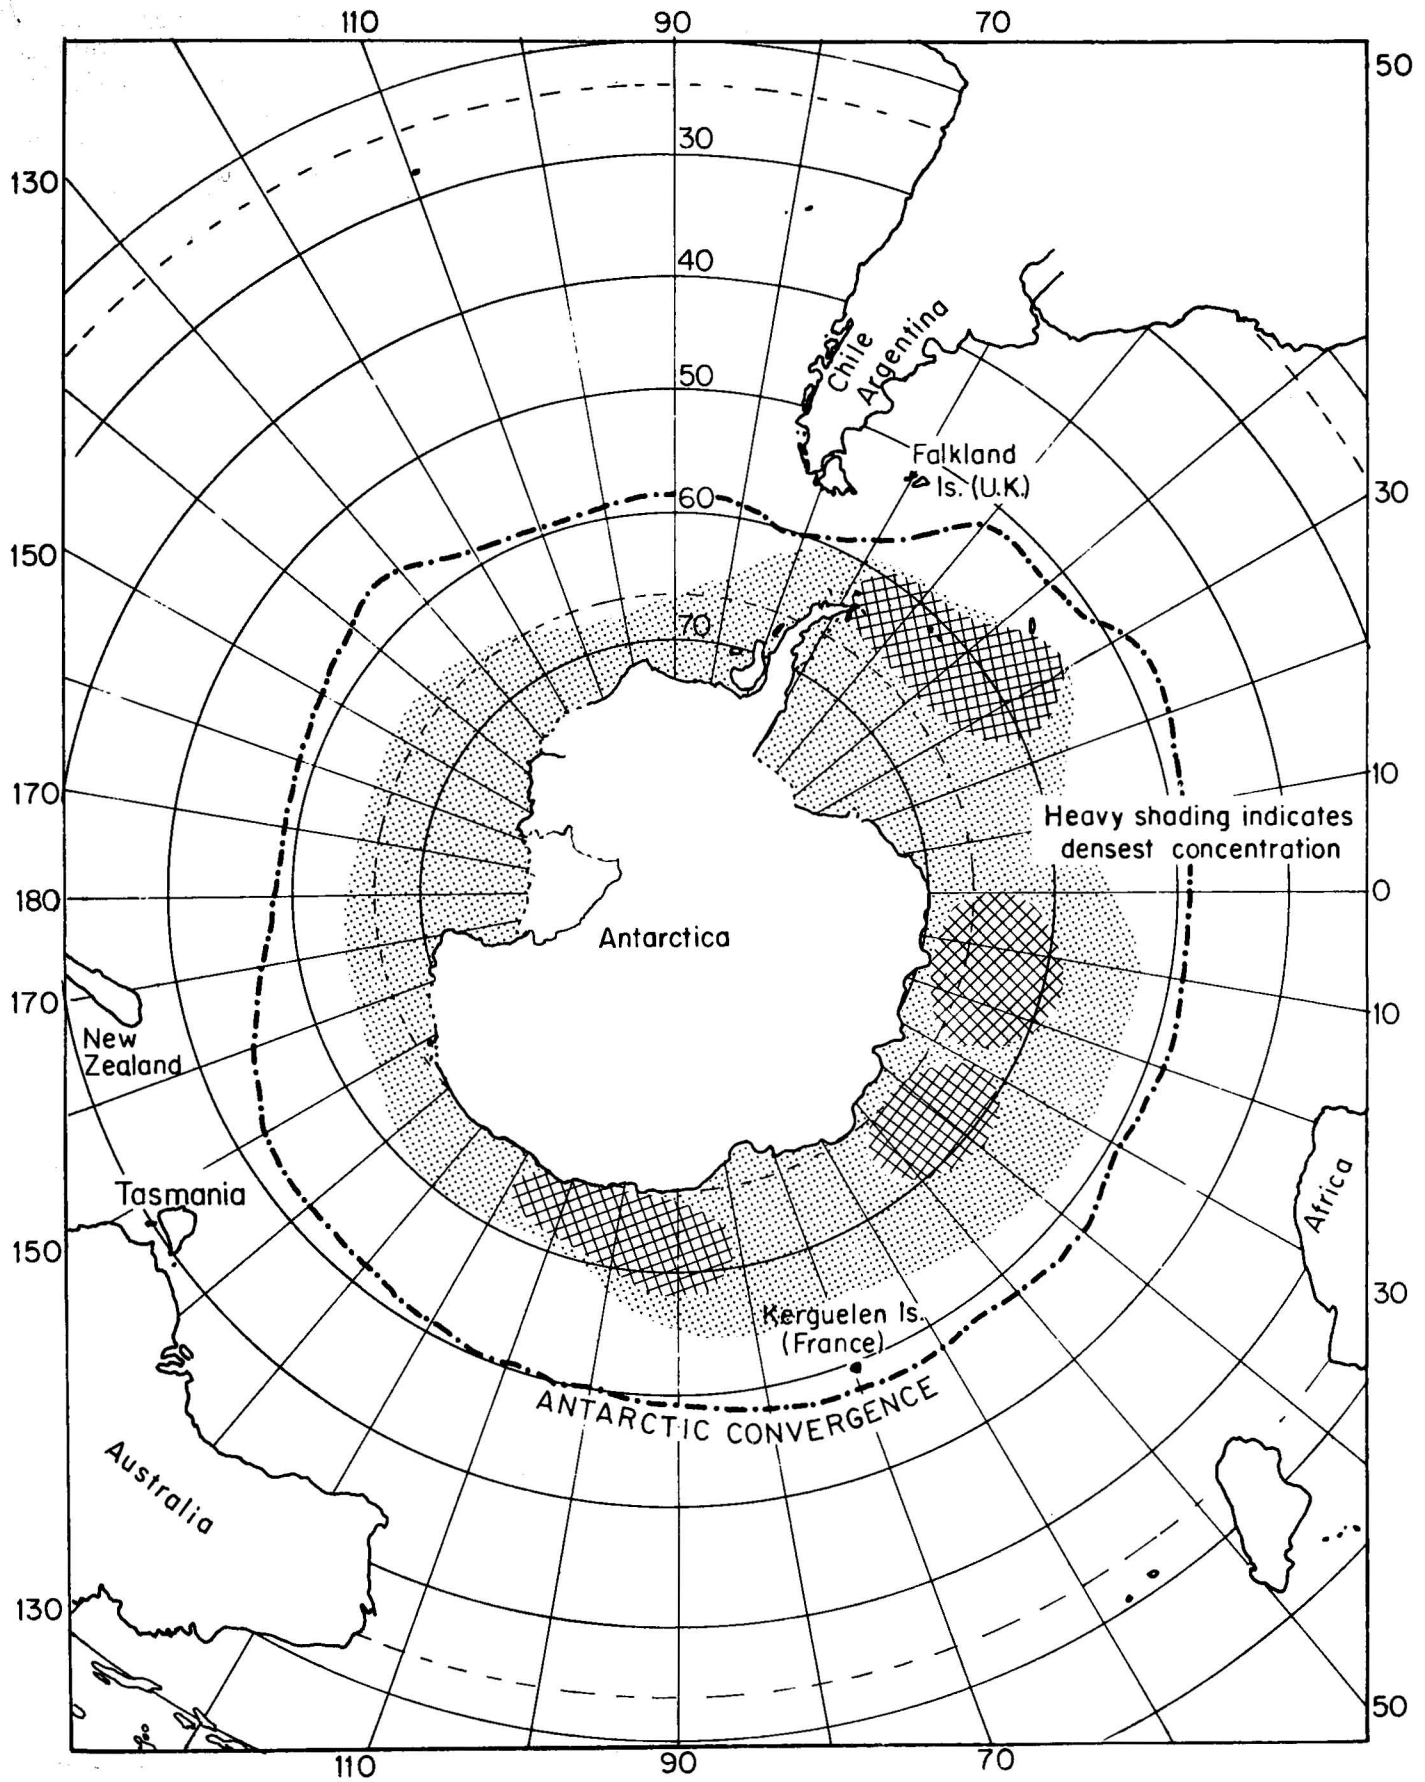 110 90 70
50
30
130
40
Chile
Argentina
50
Falkland
Is. (U.K.)
60
30
150
70
10
170
Heavy shading indicates
densest concentration
180
0
Antarctica
170
10
New
Zealand
Africa
Tasmania
150
30
Kerguelen Is.
(France)
ANTARCTIC CONVERGENCE
Australia
130
50
110 90 70